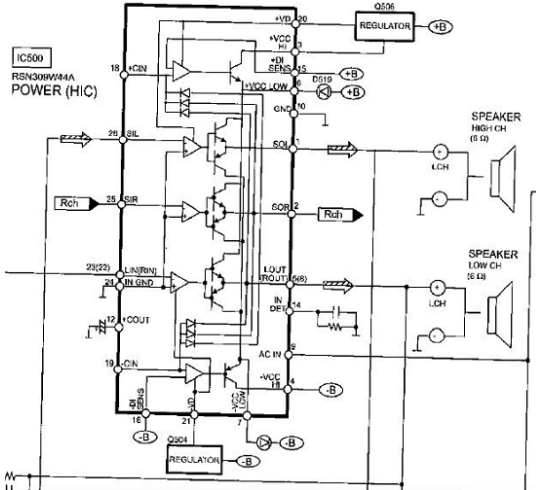 Q506
REGULATOR
+B
+VD 20
+VCC
HI
3
+DI
SENS
15
+B
+VCC LOW
6
D519
+B
GND
10
IC500
RSN309W44A
POWER (HIC)
18
+CIN
26
SIL
SOL
1
25
SIR
Rch
SOR
2
Rch
23(22)
LIN[RIN]
24
IN GND
LOUT
(ROUT)
5(8)
IN
DET
14
12
+COUT
19
-CIN
AC IN
9
-VCC
HI
4
-B
-DI
SENS
16
-B
-VD
21
-VCC
LOW
7
-B
Q504
REGULATOR
-B
SPEAKER
HIGH CH
(6 Ω)
LCH
+
-
SPEAKER
LOW CH
(6 Ω)
LCH
+
-